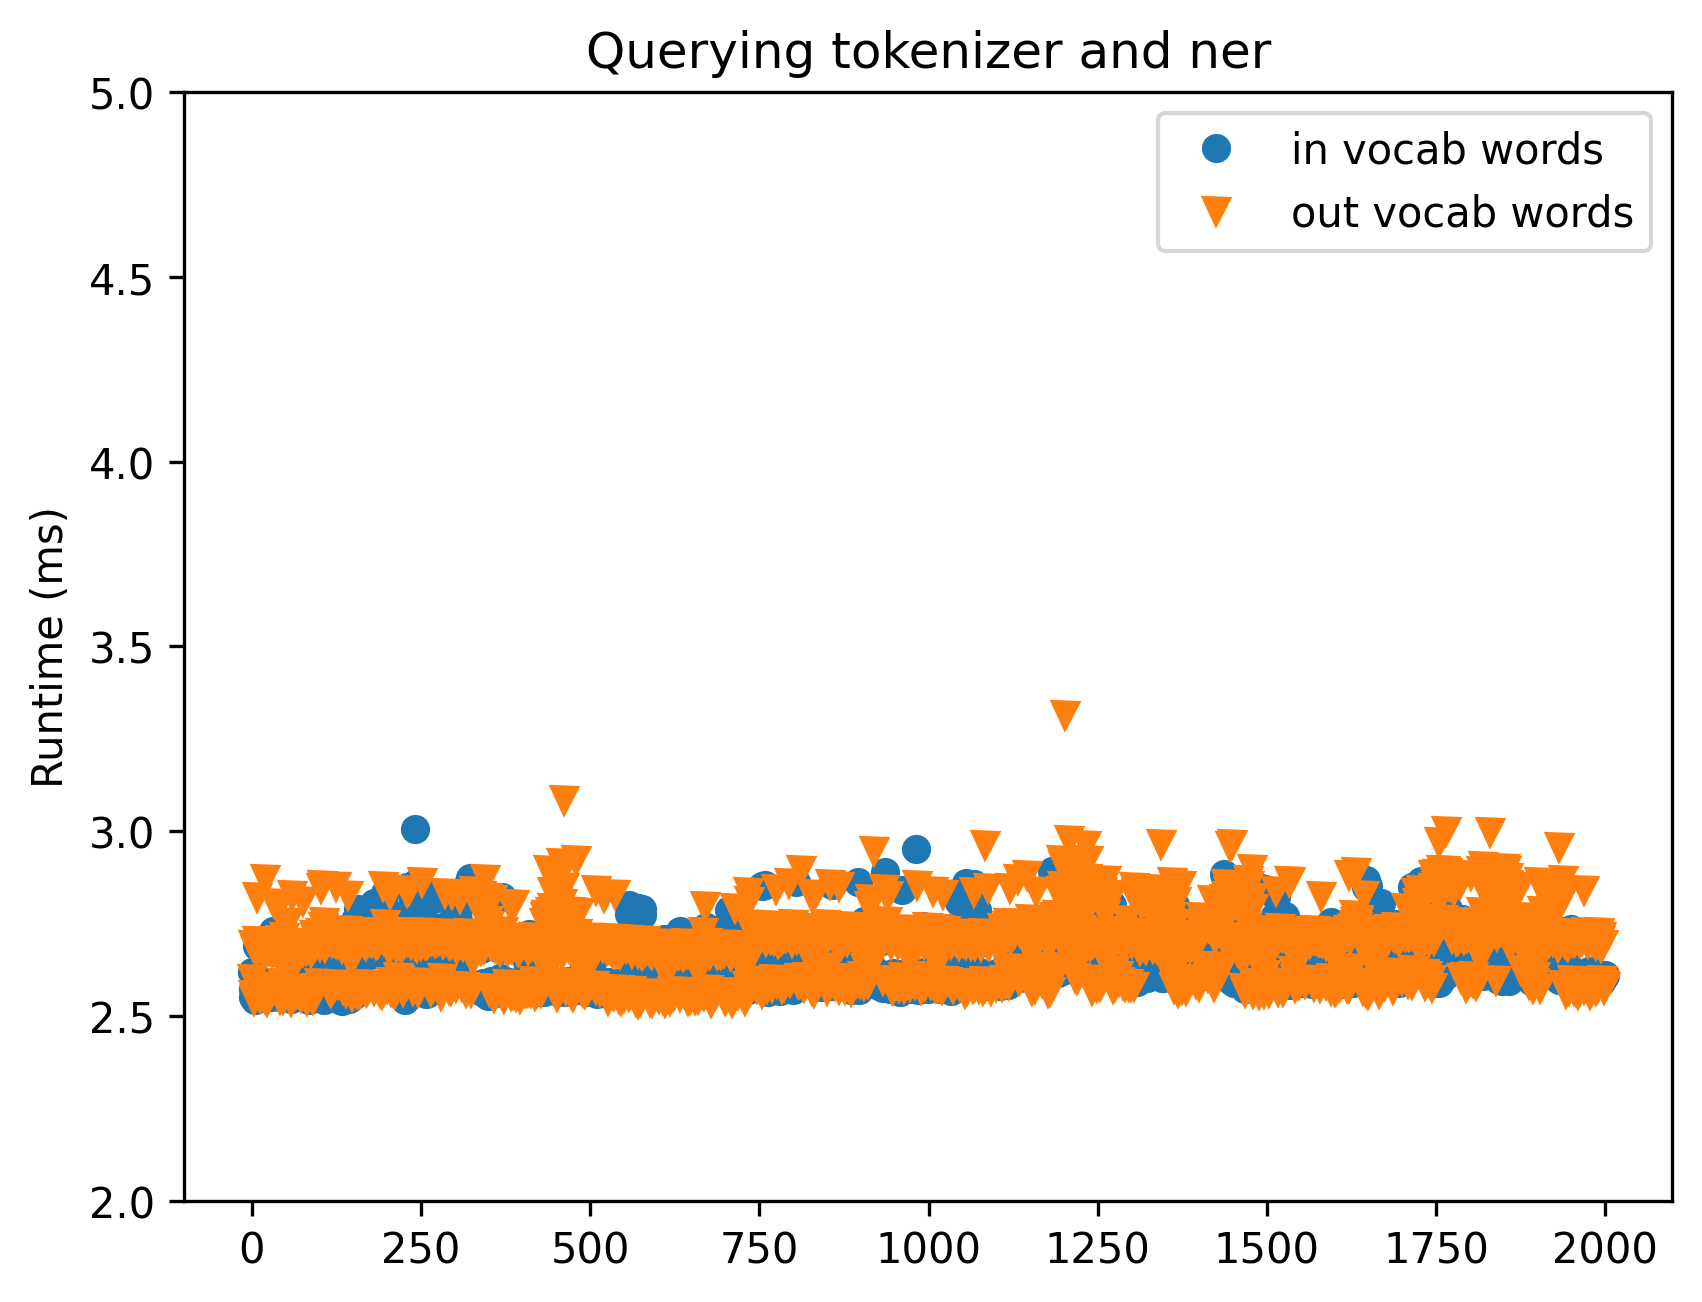 Querying tokenizer and ner
5.0
4.5
4.0
3.5
3.0
2.5
2.0
Runtime (ms)
in vocab words
out vocab words
0 250 500 750 1000 1250 1500 1750 2000